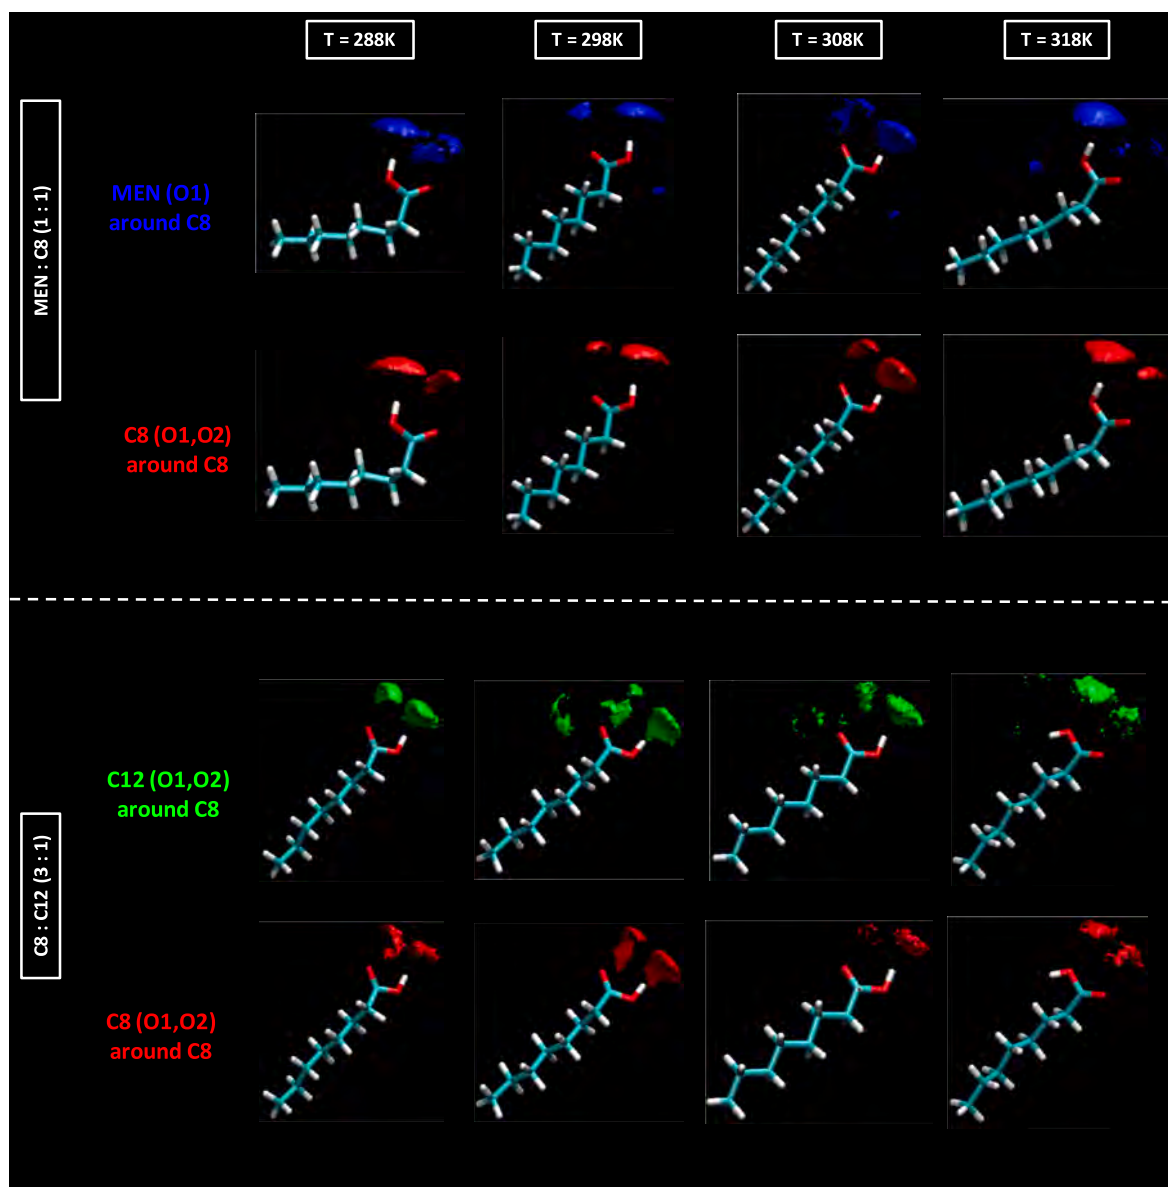 T = 288K
T = 298K
T = 308K
T = 318K
MEN : C8 (1 : 1)
MEN (O1)
around C8
C8 (O1,O2)
around C8
C8 : C12 (3 : 1)
C12 (O1,O2)
around C8
C8 (O1,O2)
around C8